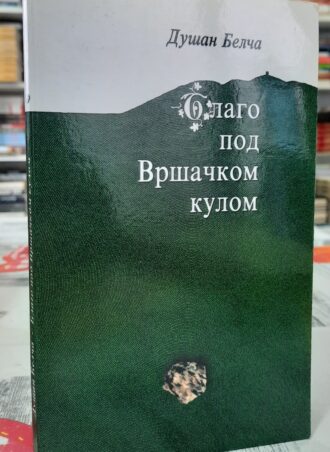 Душан Белча
Благо
под
Вршачком
кулом